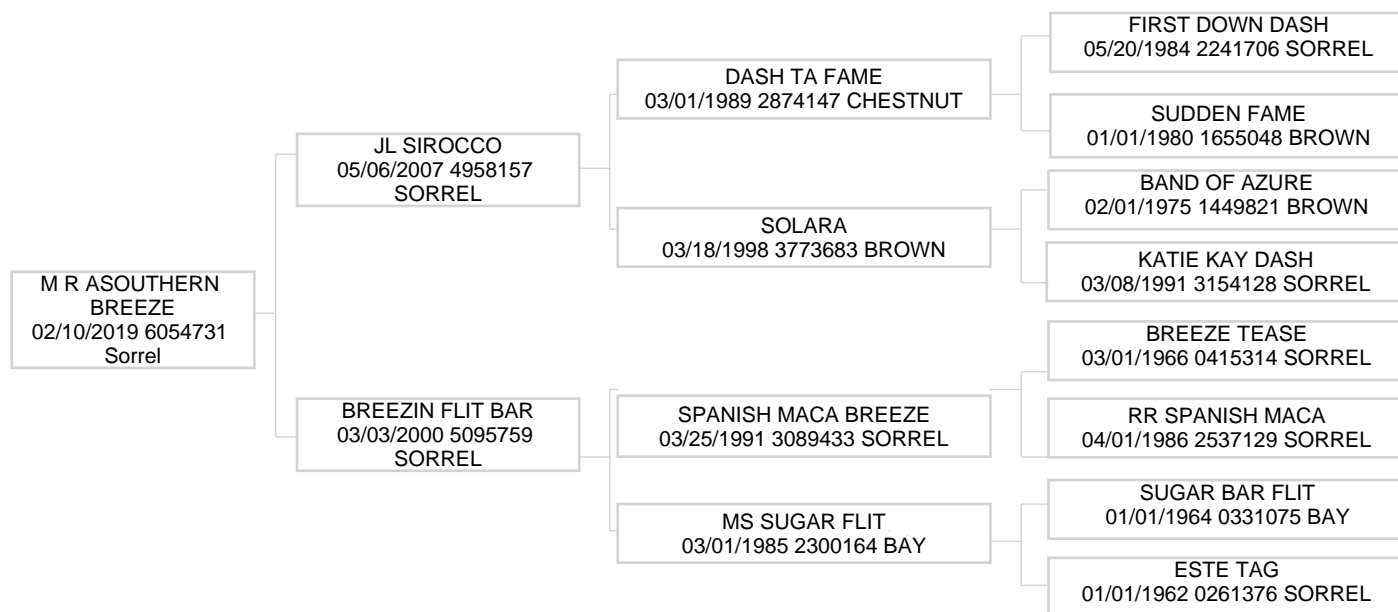 M R ASOUTHERN
BREEZE
02/10/2019 6054731
Sorrel
JL SIROCCO
05/06/2007 4958157
SORREL
BREEZIN FLIT BAR
03/03/2000 5095759
SORREL
DASH TA FAME
03/01/1989 2874147 CHESTNUT
SOLARA
03/18/1998 3773683 BROWN
SPANISH MACA BREEZE
03/25/1991 3089433 SORREL
MS SUGAR FLIT
03/01/1985 2300164 BAY
FIRST DOWN DASH
05/20/1984 2241706 SORREL
SUDDEN FAME
01/01/1980 1655048 BROWN
BAND OF AZURE
02/01/1975 1449821 BROWN
KATIE KAY DASH
03/08/1991 3154128 SORREL
BREEZE TEASE
03/01/1966 0415314 SORREL
RR SPANISH MACA
04/01/1986 2537129 SORREL
SUGAR BAR FLIT
01/01/1964 0331075 BAY
ESTE TAG
01/01/1962 0261376 SORREL